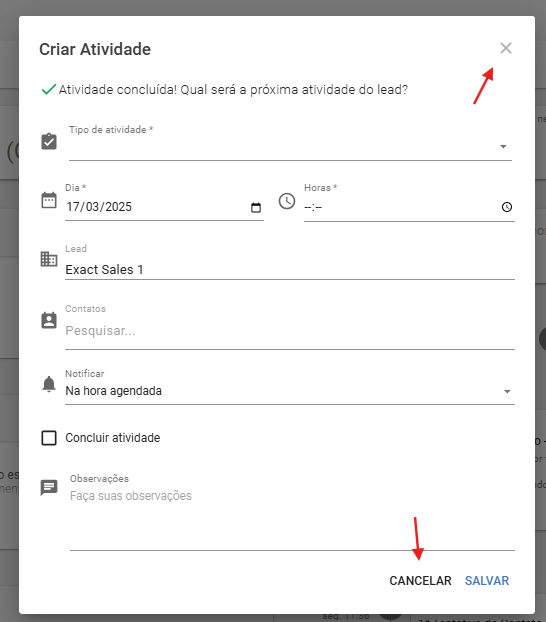 Criar Atividade
Atividade concluída! Qual será a próxima atividade do lead?
Tipo de atividade *
Dia *
Horas *
17/03/2025
--:--
Lead
Exact Sales 1
Contatos
Pesquisar...
Notificar
Na hora agendada
Concluir atividade
Observações
Faça suas observações
CANCELAR SALVAR